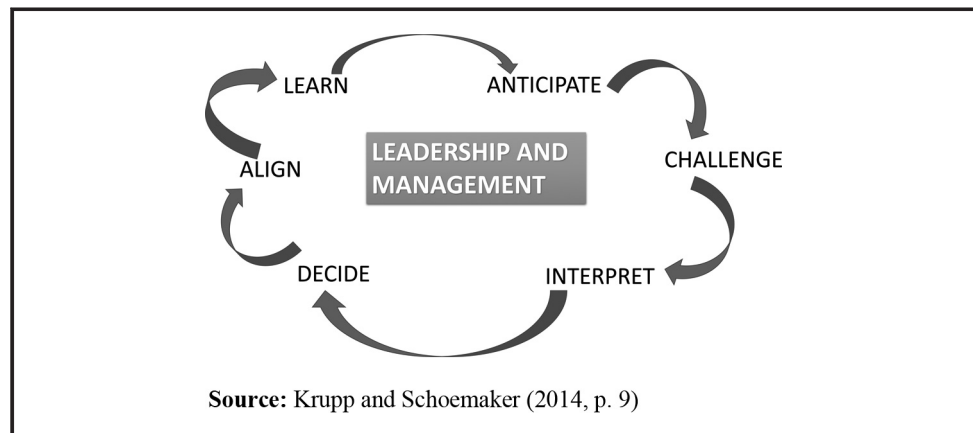 LEARN
ANTICIPATE
CHALLENGE
LEADERSHIP AND
MANAGEMENT
ALIGN
DECIDE
INTERPRET
Source: Krupp and Schoemaker (2014, p. 9)